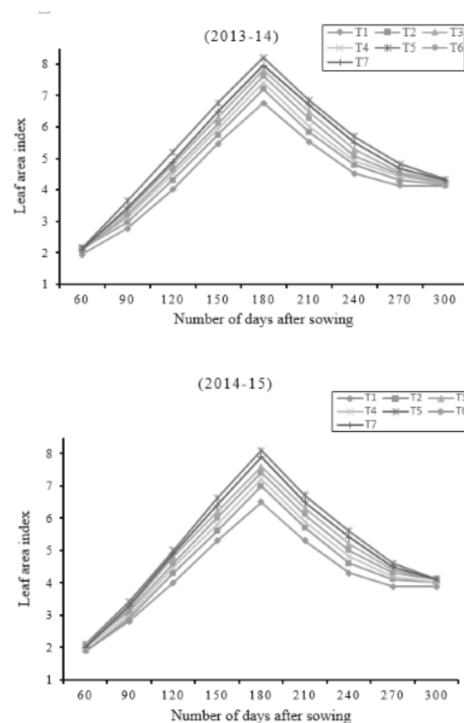 (2013-14)
T1 T2 T3
T4 T5 T6
T7
8
7
6
5
4
3
2
1
Leaf area index
60 90 120 150 180 210 240 270 300
Number of days after sowing
(2014-15)
T1 T2 T3
T4 T5 T6
T7
8
7
6
5
4
3
2
1
Leaf area index
60 90 120 150 180 210 240 270 300
Number of days after sowing